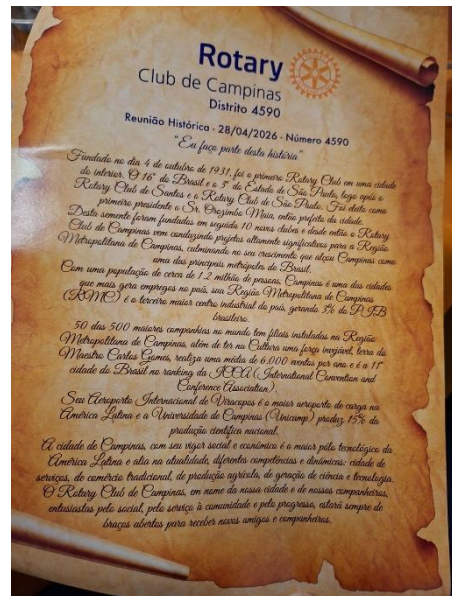 Rotary
Club de Campinas
Distrito 4590
Reunião Histórica - 28/04/2026 - Número 4590
"Eu faço parte desta história"
Fundado no dia 4 de outubro de 1931, foi o primeiro Rotary Club em uma cidade
do interior. O 16º do Brasil e o 3º do Estado de São Paulo, logo após o
Rotary Club de Santos e o Rotary Club de São Paulo. Foi eleito como
primeiro presidente o Sr. Orozimbo Maia, então prefeito da cidade.
Desta semente foram fundados em seguida 10 novos clubes e desde então o Rotary
Club de Campinas vem conduzindo projetos altamente significativos para a Região
Metropolitana de Campinas, culminando no seu crescimento que alçou Campinas como
uma das principais metrópoles do Brasil.
Com uma população de cerca de 1.2 milhão de pessoas, Campinas é uma das cidades
que mais gera empregos no país, sua Região Metropolitana de Campinas
(RMC) é o terceiro maior centro industrial do país, gerando 3% do PIB
brasileiro.
50 das 500 maiores companhias no mundo tem filiais instaladas na Região
Metropolitana de Campinas, além de ter na Cultura uma força invejável, terra do
Maestro Carlos Gomes, realiza uma média de 6.000 eventos por ano e é a 11ª
cidade do Brasil no ranking da ICCA (International Convention and
Conference Association).
Seu Aeroporto Internacional de Viracopos é o maior aeroporto de carga na
América Latina e a Universidade de Campinas (Unicamp) produz 15% da
produção científica nacional.
A cidade de Campinas, com seu vigor social e econômico é o maior pólo tecnológico da
América Latina e alia na atualidade, diferentes competências e dinâmicas: cidade de
serviços, de comércio tradicional, de produção agrícola, de geração de ciência e tecnologia.
O Rotary Club de Campinas, em nome da nossa cidade e de nossos companheiros,
entusiastas pelo social, pelo serviço à comunidade e pelo progresso, estará sempre de
braços abertos para receber novos amigos e companheiros.